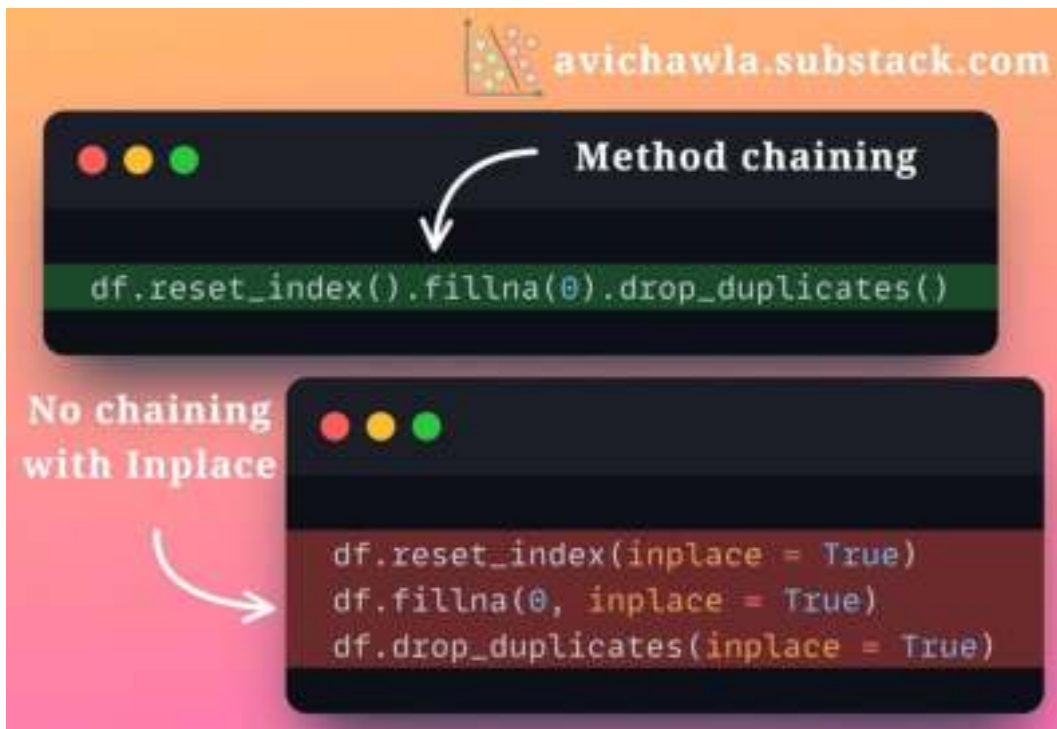 avichawla.substack.com
Method chaining
df.reset_index().fillna(0).drop_duplicates()
No chaining
with Inplace
df.reset_index(inplace = True)
df.fillna(0, inplace = True)
df.drop_duplicates(inplace = True)